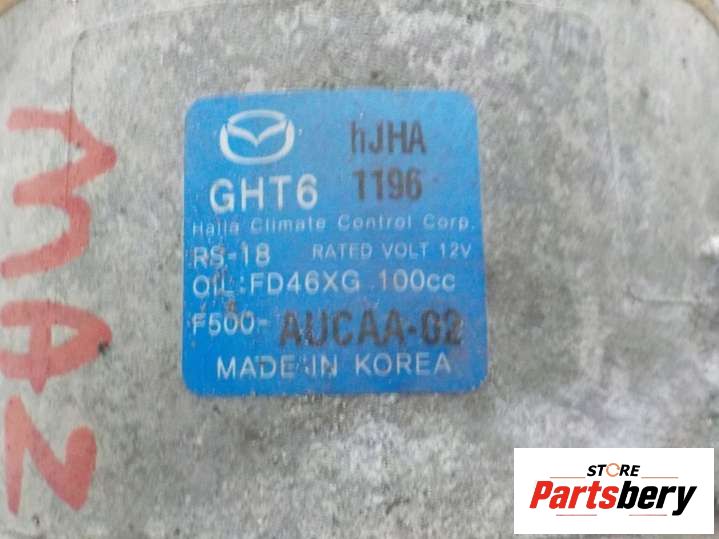 hJHA
GHT6 1196
Halla Climate Control Corp.
RS-18 RATED VOLT 12V
OIL:FD46XG 100cc
F500-AUCAA-02
MADE IN KOREA
MAZ
STORE
Partsbery